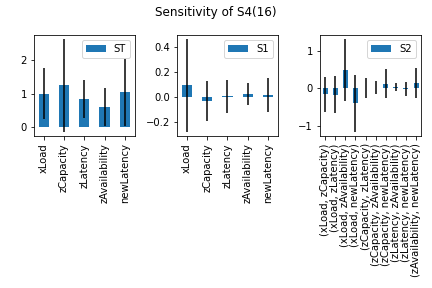 Sensitivity of S4(16)
ST
2
1
0
xLoad
zCapacity
zLatency
zAvailability
newLatency
S1
0.4
0.2
0.0
−0.2
xLoad
zCapacity
zLatency
zAvailability
newLatency
S2
1
0
−1
(xLoad, zCapacity)
(xLoad, zLatency)
(xLoad, zAvailability)
(xLoad, newLatency)
(zCapacity, zLatency)
(zCapacity, zAvailability)
(zCapacity, newLatency)
(zLatency, zAvailability)
(zLatency, newLatency)
(zAvailability, newLatency)